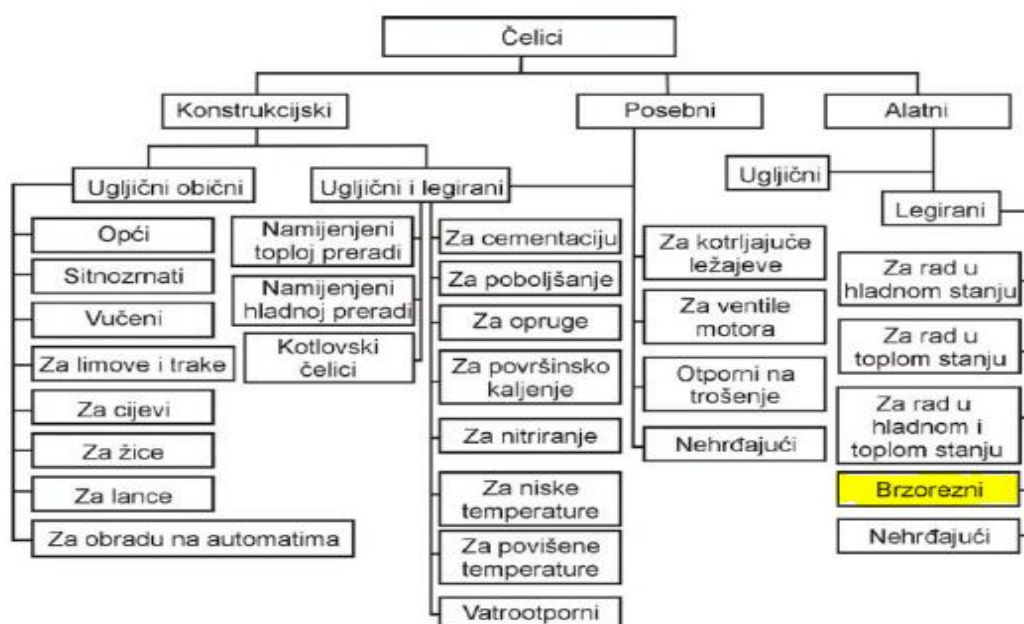 Čelici
Konstrukcijski
Posebni
Alatni
Ugljični obični
Ugljični i legirani
Ugljični
Legirani
Opći
Sitnozrnati
Vučeni
Za limove i trake
Za cijevi
Za žice
Za lance
Za obradu na automatima
Namijenjeni
toploj preradi
Namijenjeni
hladnoj preradi
Kotlovski
čelici
Za cementaciju
Za poboljšanje
Za opruge
Za površinsko
kaljenje
Za nitriranje
Za niske
temperature
Za povišene
temperature
Vatrootporni
Za kotrljajuće
ležajeve
Za ventile
motora
Otporni na
trošenje
Nehrđajući
Za rad u
hladnom stanju
Za rad u
toplom stanju
Za rad u
hladnom i
toplom stanju
Brzorezni
Nehrđajući